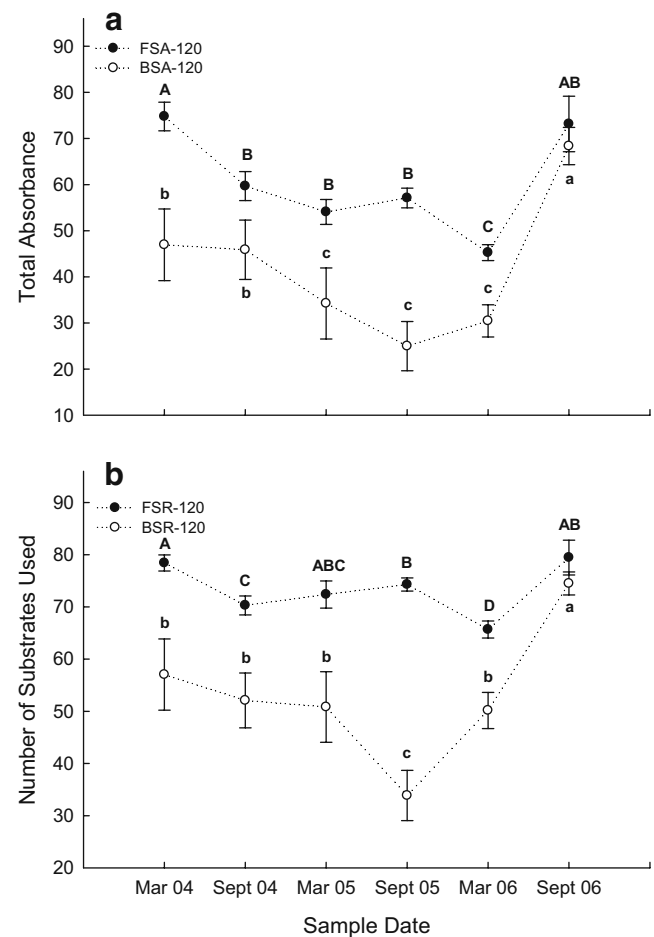 a
FSA-120
BSA-120
90
80
70
60
50
40
30
20
10
Total Absorbance
A
B
B
B
C
AB
b
b
c
c
c
a
b
FSR-120
BSR-120
90
80
70
60
50
40
30
20
Number of Substrates Used
A
C
ABC
B
D
AB
b
b
b
c
b
a
Mar 04 Sept 04 Mar 05 Sept 05 Mar 06 Sept 06
Sample Date